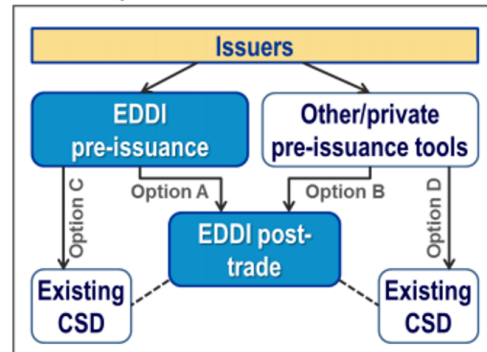 Issuers
EDDI
pre-issuance
Other/private
pre-issuance tools
Option C
Option A
Option B
Option D
EDDI post-
trade
Existing
CSD
Existing
CSD